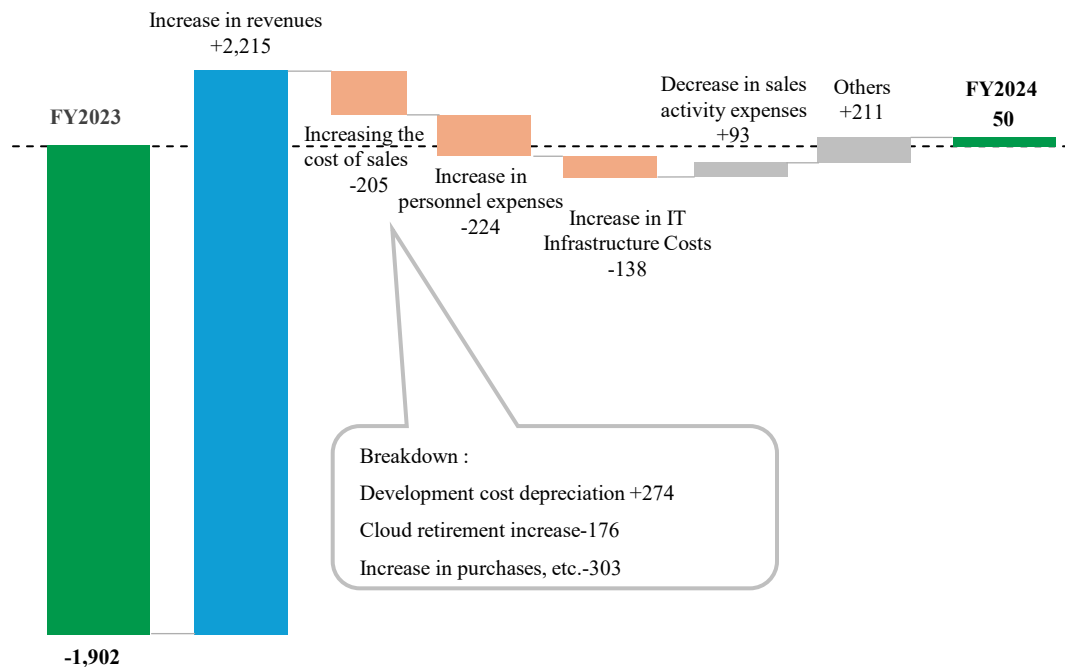 FY2023
-1,902
Increase in revenues
+2,215
Increasing the
cost of sales
-205
Increase in
personnel expenses
-224
Increase in IT
Infrastructure Costs
-138
Decrease in sales
activity expenses
+93
Others
+211
FY2024
50
Breakdown :
Development cost depreciation +274
Cloud retirement increase-176
Increase in purchases, etc.-303